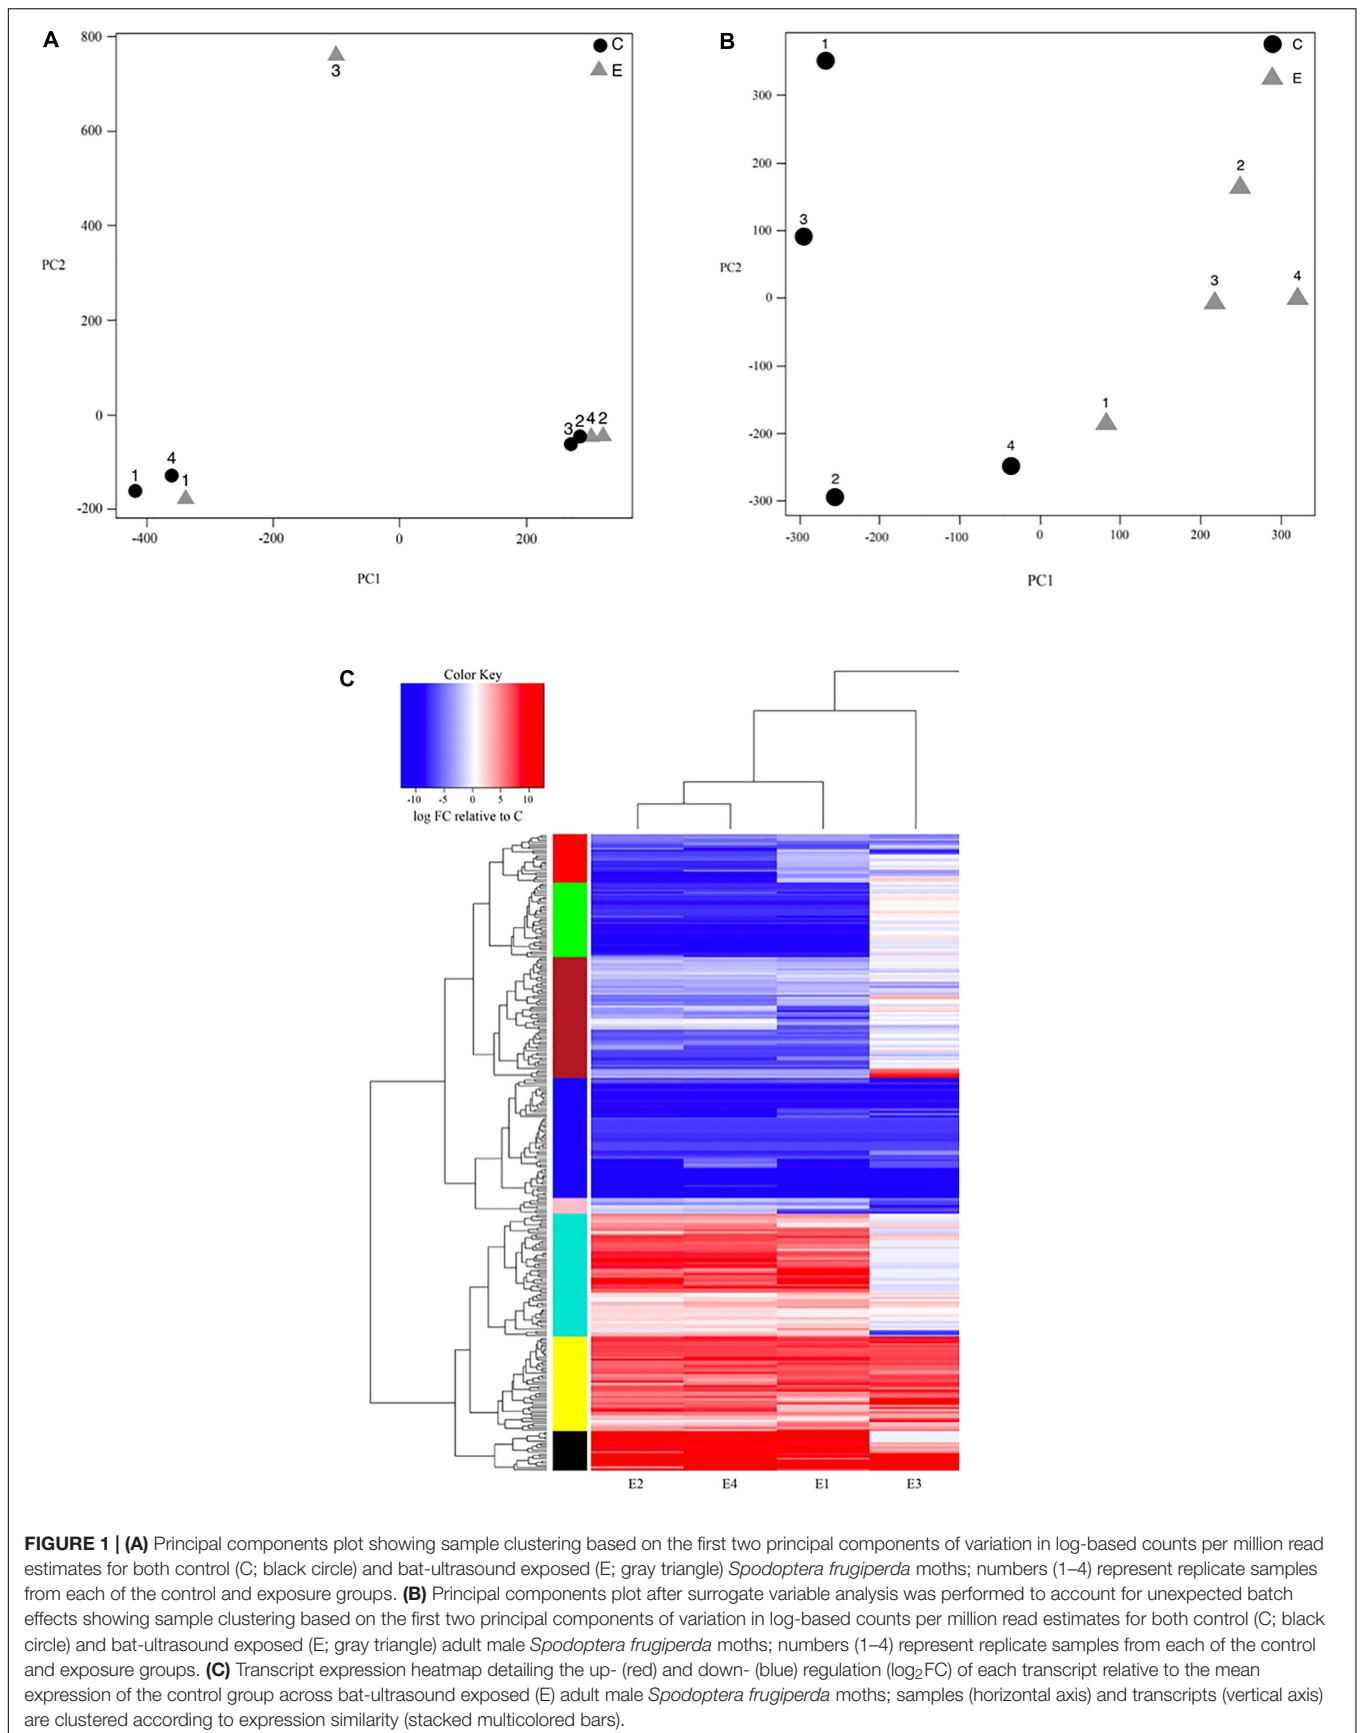 A
800
600
400
200
0
-200
PC2
3
C
E
1
4
1
3
2
4
2
-400
-200
0
200
PC1
B
300
200
100
0
-100
-200
-300
PC2
1
C
E
2
3
3
4
1
4
2
-300
-200
-100
0
100
200
300
PC1
C
Color Key
-10
-5
0
5
10
log FC relative to C
E2
E4
E1
E3
FIGURE 1 | (A) Principal components plot showing sample clustering based on the first two principal components of variation in log-based counts per million read
estimates for both control (C; black circle) and bat-ultrasound exposed (E; gray triangle) Spodoptera frugiperda moths; numbers (1–4) represent replicate samples
from each of the control and exposure groups. (B) Principal components plot after surrogate variable analysis was performed to account for unexpected batch
effects showing sample clustering based on the first two principal components of variation in log-based counts per million read estimates for both control (C; black
circle) and bat-ultrasound exposed (E; gray triangle) adult male Spodoptera frugiperda moths; numbers (1–4) represent replicate samples from each of the control
and exposure groups. (C) Transcript expression heatmap detailing the up- (red) and down- (blue) regulation (log₂FC) of each transcript relative to the mean
expression of the control group across bat-ultrasound exposed (E) adult male Spodoptera frugiperda moths; samples (horizontal axis) and transcripts (vertical axis)
are clustered according to expression similarity (stacked multicolored bars).